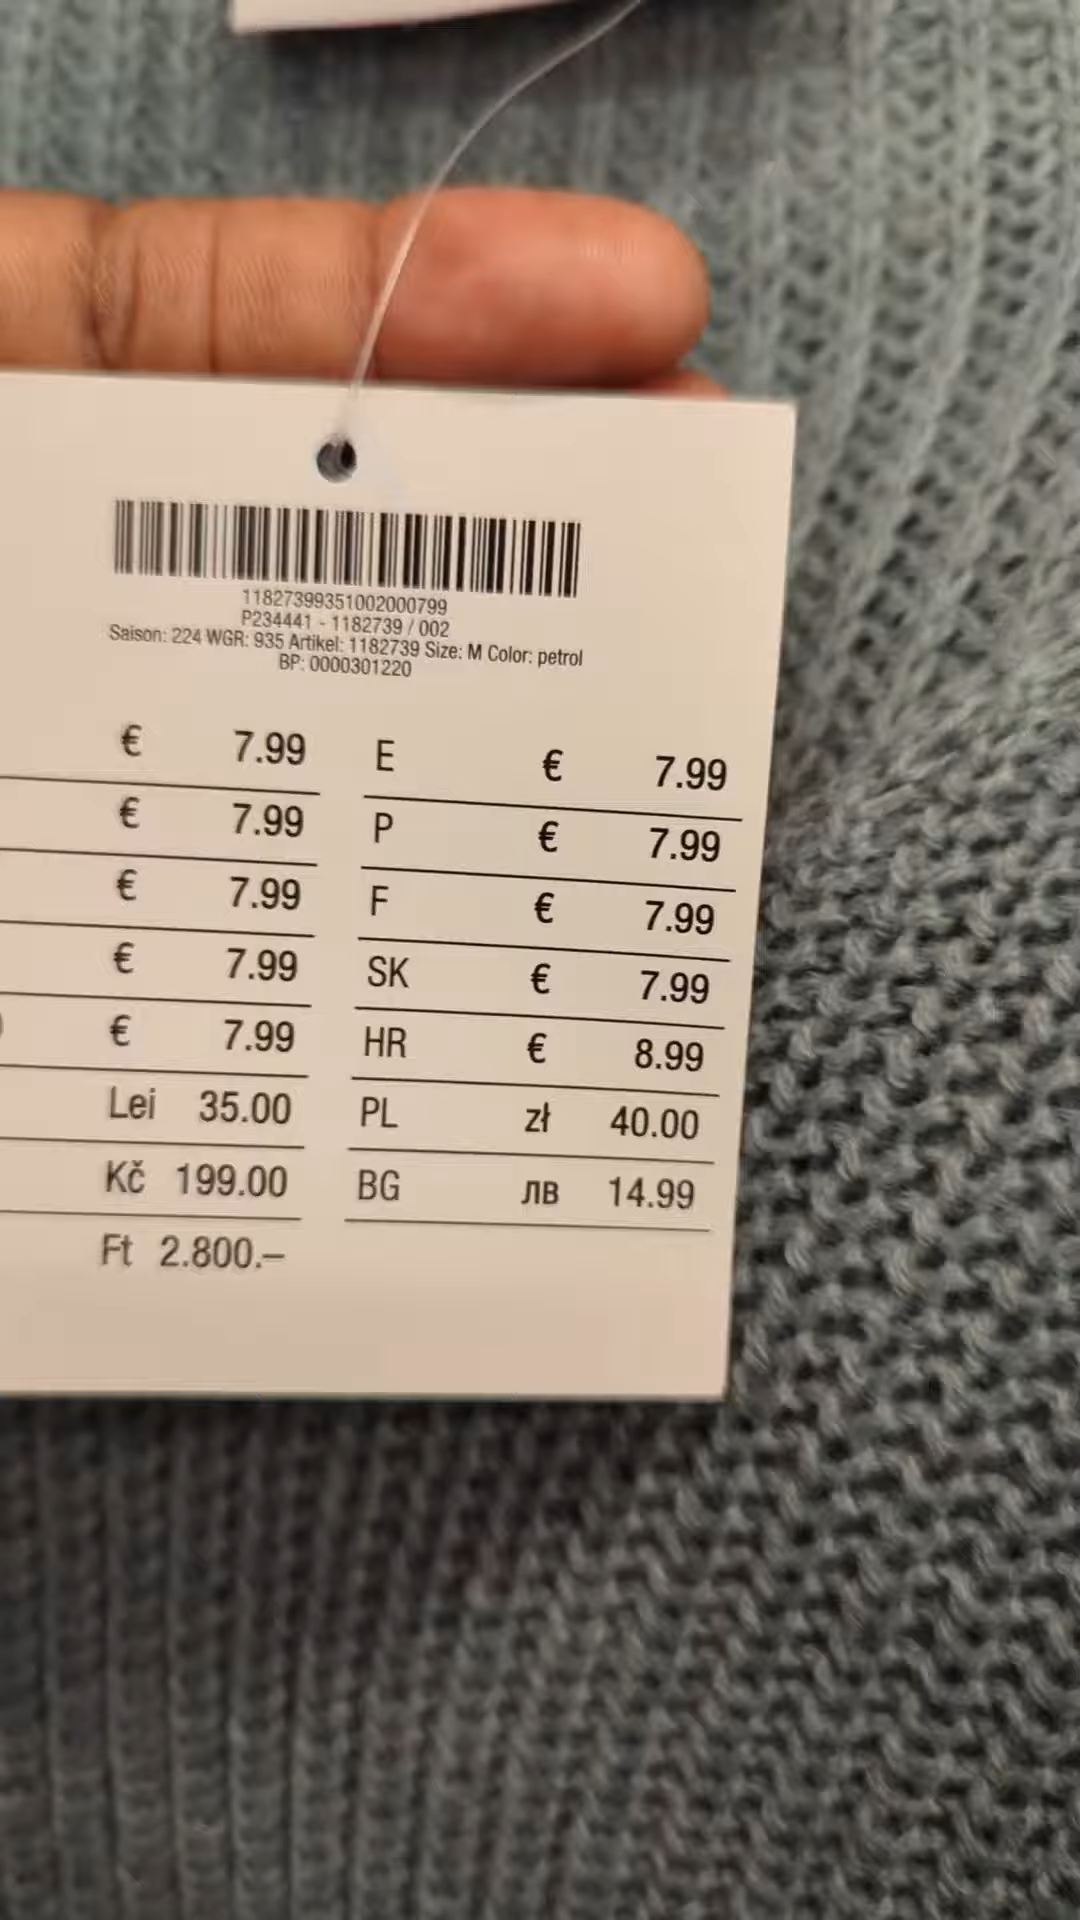 11827399351002000799
P234441 - 1182739 / 002
Saison: 224 WGR: 935 Artikel: 1182739 Size: M Color: petrol
BP: 0000301220
€ 7.99 E € 7.99
€ 7.99 P € 7.99
€ 7.99 F € 7.99
€ 7.99 SK € 7.99
) € 7.99 HR € 8.99
Lei 35.00 PL zł 40.00
Kč 199.00 BG лв 14.99
Ft 2.800.–